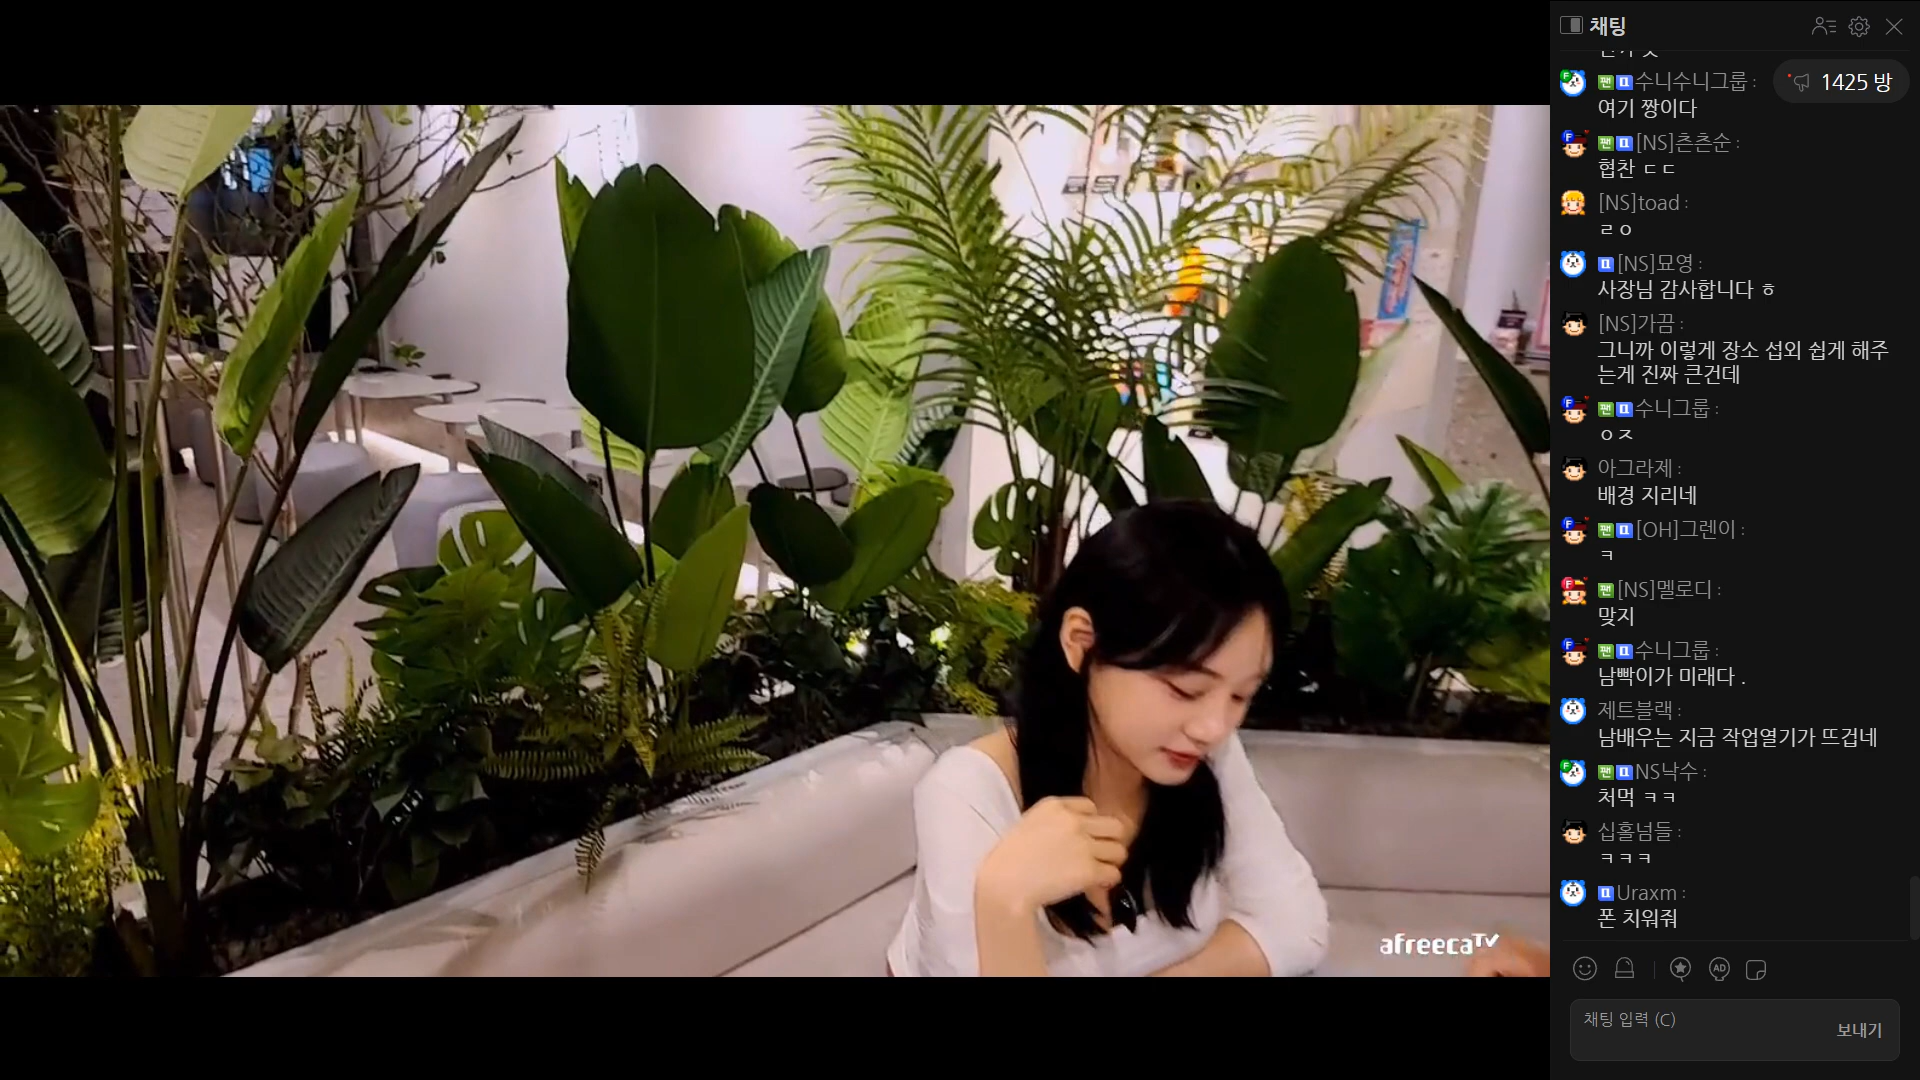 채팅
1425 방
수니수니그룹 :
여기 짱이다
[NS]츤츤순 :
협찬 ㄷㄷ
[NS]toad :
ㄹㅇ
[NS]묘영 :
사장님 감사합니다 ㅎ
[NS]가끔 :
그니까 이렇게 장소 섭외 쉽게 해주
는게 진짜 큰건데
수니그룹 :
ㅇㅈ
아그라제 :
배경 지리네
[OH]그렌이 :
ㅋ
[NS]멜로디 :
맞지
수니그룹 :
남빡이가 미래다 .
제트블랙 :
남배우는 지금 작업열기가 뜨겁네
NS낙수 :
처먹 ㅋㅋ
십홀넘들 :
ㅋㅋㅋ
Uraxm :
폰 치워줘
afreecaTV
AD
채팅 입력 (C)
보내기